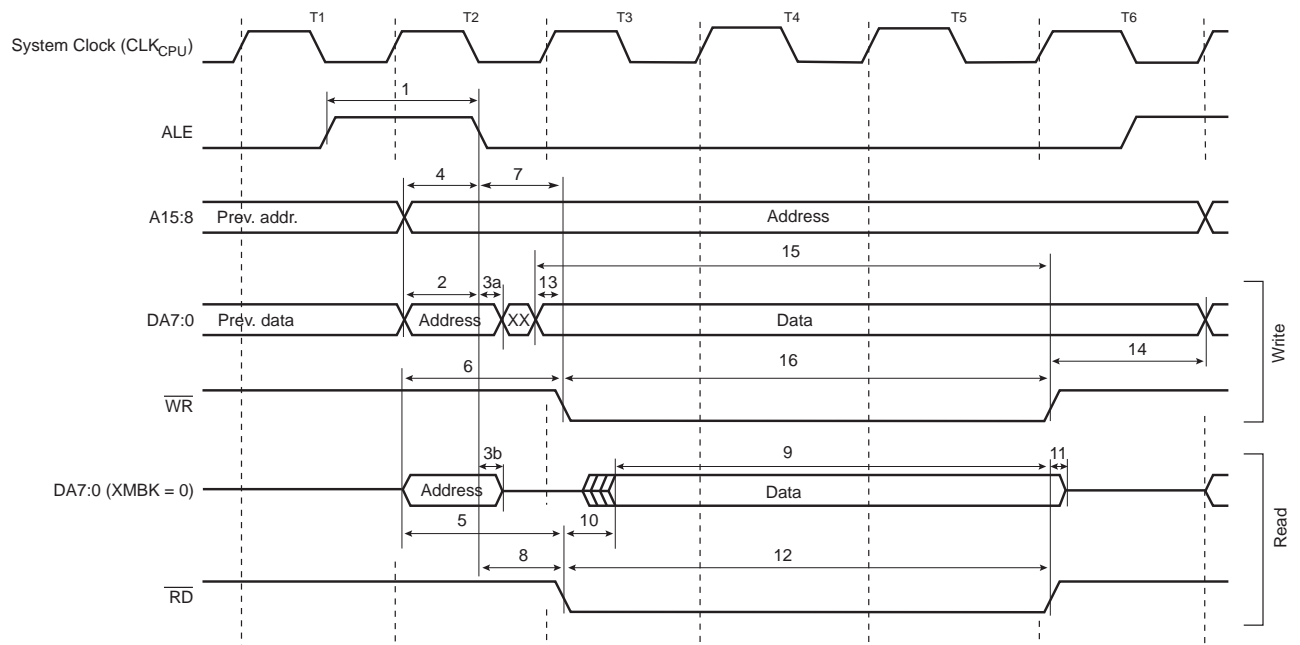 T1 T2 T3 T4 T5 T6
System Clock (CLKCPU)
1
ALE
4 7
A15:8 Prev. addr. Address
15
2 3a 13
DA7:0 Prev. data Address XX Data
14
6 16
WR
Write
3b 9 11
DA7:0 (XMBK = 0) Address Data
5 10
8 12
RD
Read